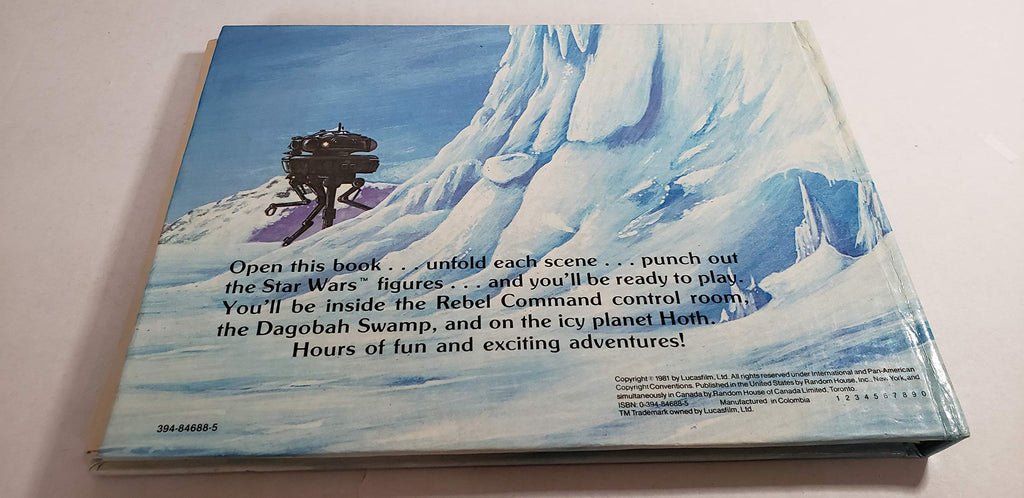 Open this book . . . unfold each scene . . . punch out
the Star Wars™ figures . . . and you'll be ready to play.
You'll be inside the Rebel Command control room,
the Dagobah Swamp, and on the icy planet Hoth.
Hours of fun and exciting adventures!
Copyright © 1981 by Lucasfilm, Ltd. All rights reserved under International and Pan-American
Copyright Conventions. Published in the United States by Random House, Inc., New York, and
simultaneously in Canada by Random House of Canada Limited, Toronto.
ISBN: 0-394-84688-5 Manufactured in Colombia 1 2 3 4 5 6 7 8 9 0
TM Trademark owned by Lucasfilm, Ltd.
394-84688-5